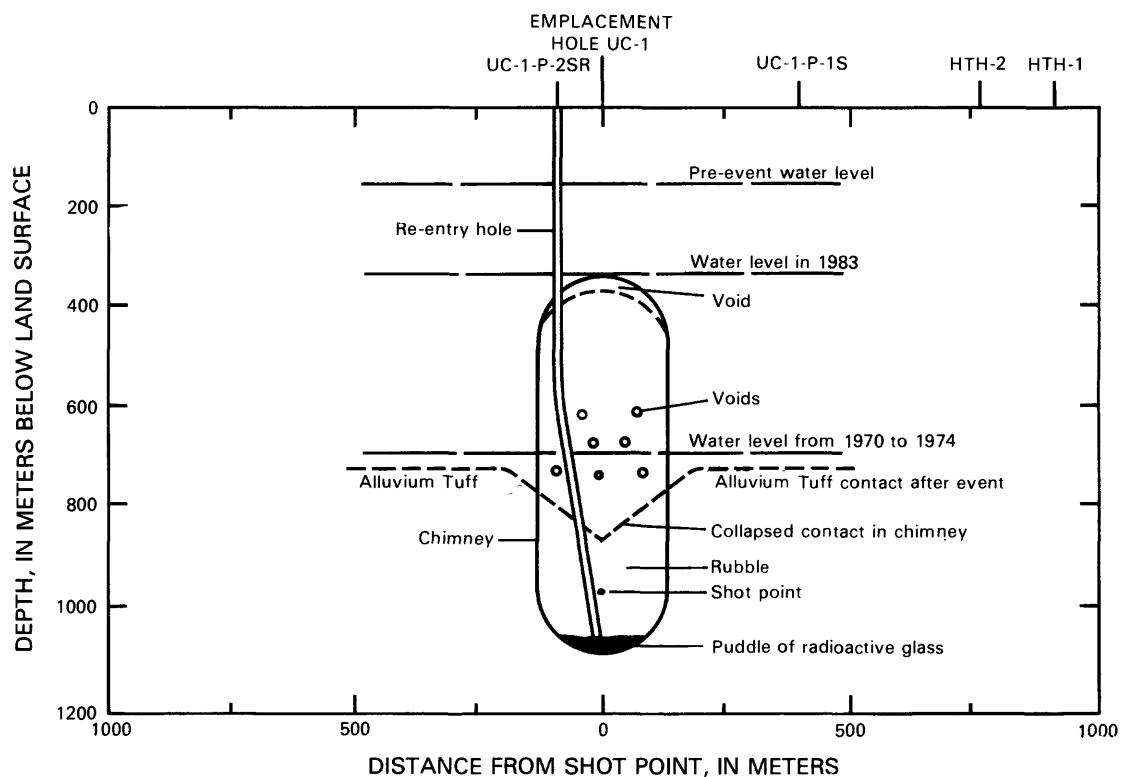 EMPLACEMENT
HOLE UC-1
UC-1-P-2SR
UC-1-P-1S
HTH-2
HTH-1
0
200
400
600
800
1000
1200
DEPTH, IN METERS BELOW LAND SURFACE
Pre-event water level
Re-entry hole
Water level in 1983
Void
Voids
Water level from 1970 to 1974
Alluvium Tuff
Alluvium Tuff contact after event
Chimney
Collapsed contact in chimney
Rubble
Shot point
Puddle of radioactive glass
1000
500
0
500
1000
DISTANCE FROM SHOT POINT, IN METERS